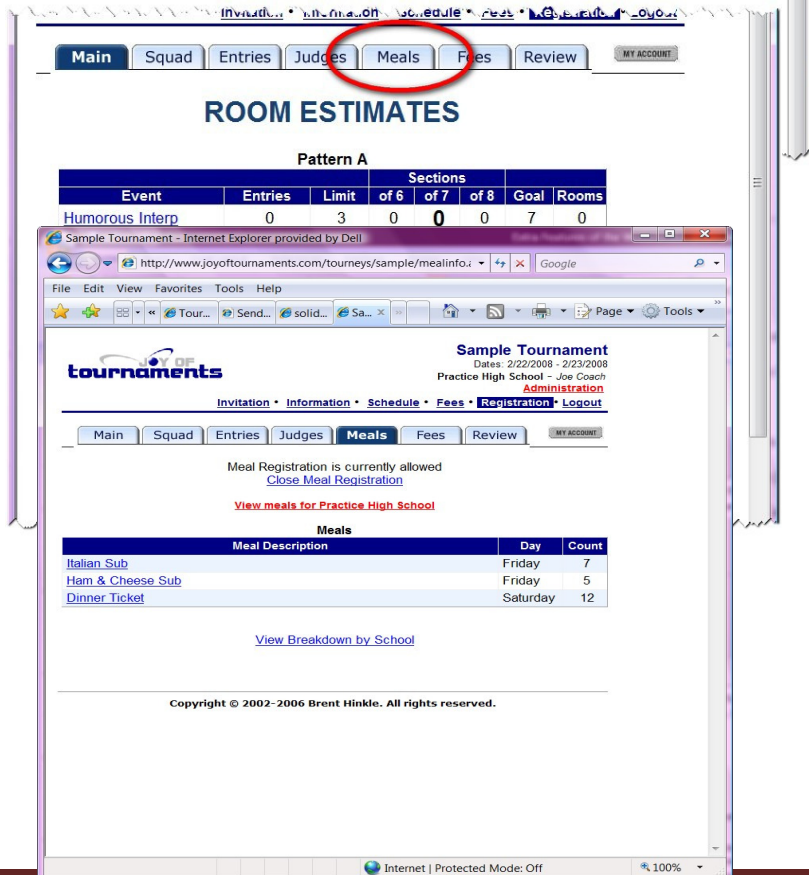 Invitation • Information • Schedule • Fees • Registration • Logout
Main Squad Entries Judges Meals Fees Review MY ACCOUNT
ROOM ESTIMATES
Pattern A
Sections
Event Entries Limit of 6 of 7 of 8 Goal Rooms
Humorous Interp 0 3 0 0 0 7 0
Sample Tournament - Internet Explorer provided by Dell
http://www.joyoftournaments.com/tourneys/sample/mealinfo.a Google
File Edit View Favorites Tools Help
Tour... Send... solid... Sa... Page Tools
JOY OF
tournaments
Sample Tournament
Dates: 2/22/2008 - 2/23/2008
Practice High School - Joe Coach
Administration
Invitation • Information • Schedule • Fees • Registration • Logout
Main Squad Entries Judges Meals Fees Review MY ACCOUNT
Meal Registration is currently allowed
Close Meal Registration
View meals for Practice High School
Meals
Meal Description Day Count
Italian Sub Friday 7
Ham & Cheese Sub Friday 5
Dinner Ticket Saturday 12
View Breakdown by School
Copyright © 2002-2006 Brent Hinkle. All rights reserved.
Internet | Protected Mode: Off 100%